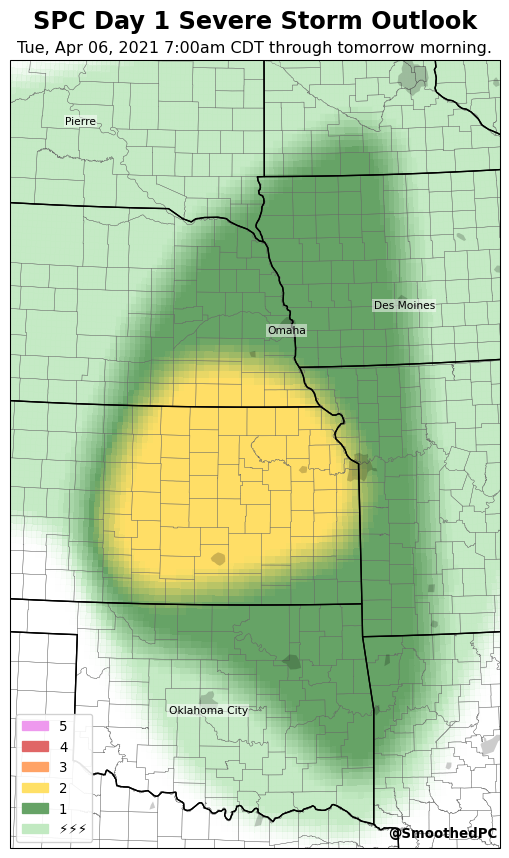 SPC Day 1 Severe Storm Outlook
Tue, Apr 06, 2021 7:00am CDT through tomorrow morning.
Pierre
Des Moines
Omaha
Oklahoma City
5
4
3
2
1
⚡⚡⚡
@SmoothedPC